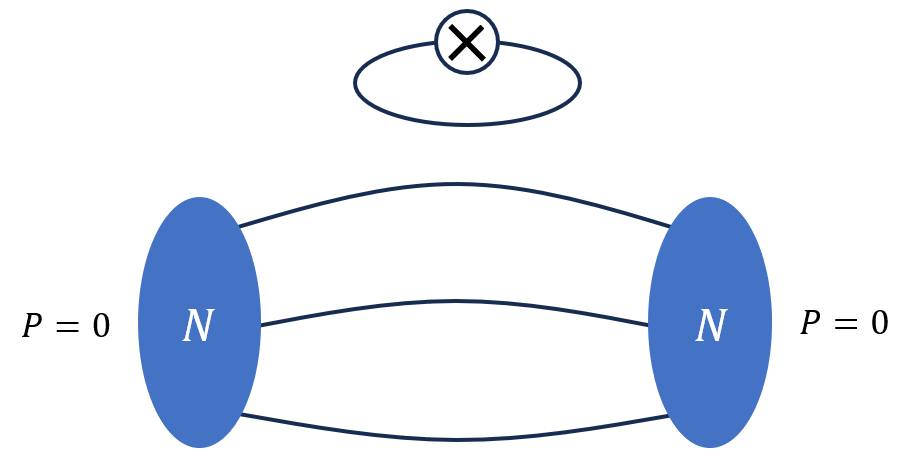 P = 0
N
N
P = 0